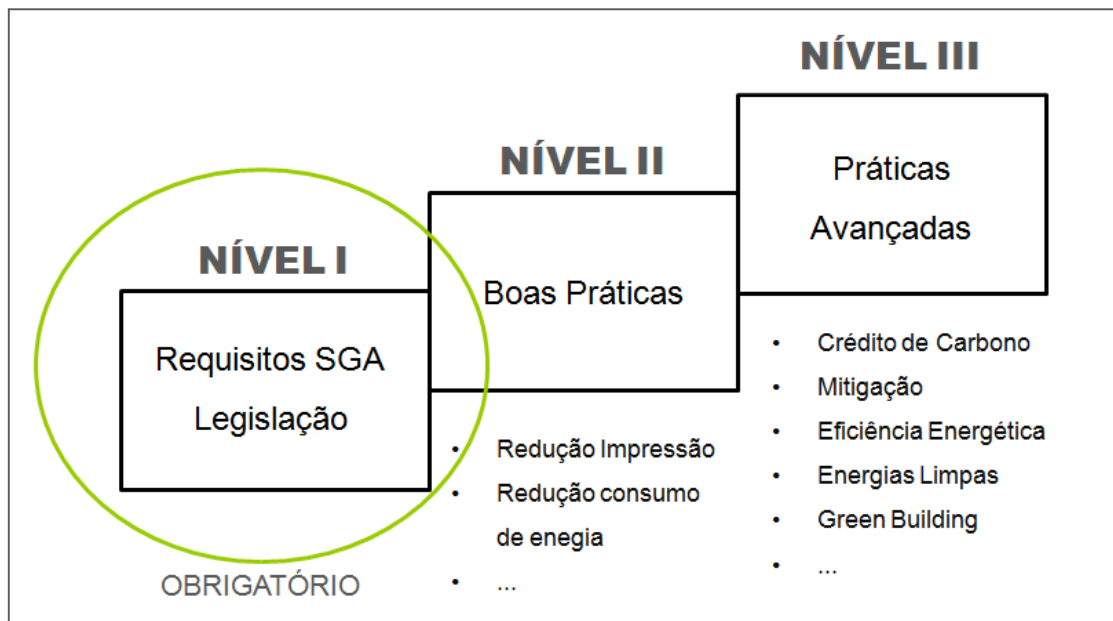 NÍVEL I
Requisitos SGA
Legislação
OBRIGATÓRIO
NÍVEL II
Boas Práticas
• Redução Impressão
• Redução consumo
de enegia
• ...
NÍVEL III
Práticas
Avançadas
• Crédito de Carbono
• Mitigação
• Eficiência Energética
• Energias Limpas
• Green Building
• ...